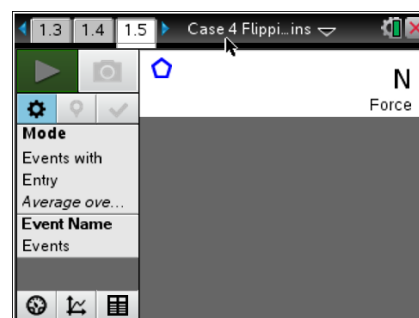 1.3 1.4 1.5 Case 4 Flippi...ins
N
Force
Mode
Events with
Entry
Average ove...
Event Name
Events